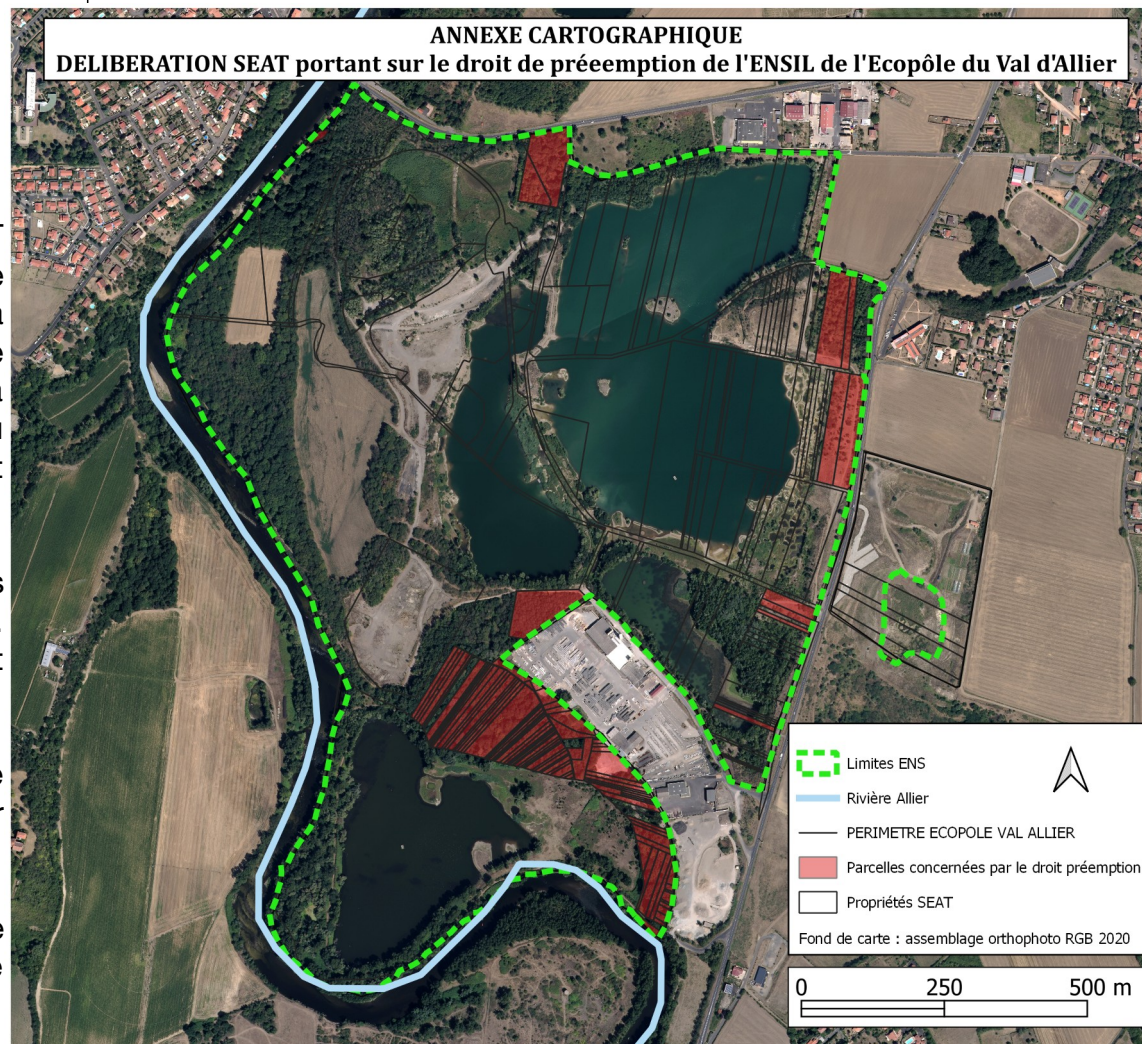 ANNEXE CARTOGRAPHIQUE
DELIBERATION SEAT portant sur le droit de préeemption de l'ENSIL de l'Ecopôle du Val d'Allier
Limites ENS
Rivière Allier
PERIMETRE ECOPOLE VAL ALLIER
Parcelles concernées par le droit préemption
Propriétés SEAT
Fond de carte : assemblage orthophoto RGB 2020
0 250 500 m